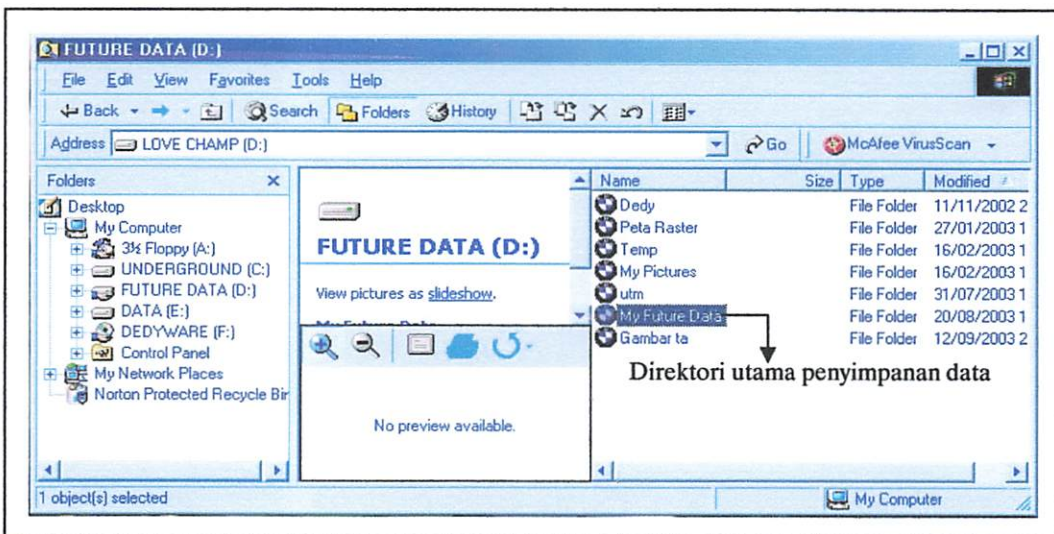 FUTURE DATA (D:)
File Edit View Favorites Tools Help
Back Search Folders History
Address LOVE CHAMP (D:) Go McAfee VirusScan
Folders
Desktop
My Computer
3½ Floppy (A:)
UNDERGROUND (C:)
FUTURE DATA (D:)
DATA (E:)
DEDYWARE (F:)
Control Panel
My Network Places
Norton Protected Recycle Bir
FUTURE DATA (D:)
View pictures as slideshow.
My Future Data
No preview available.
Name Size Type Modified
Dedy File Folder 11/11/2002 2
Peta Raster File Folder 27/01/2003 1
Temp File Folder 16/02/2003 1
My Pictures File Folder 16/02/2003 1
utm File Folder 31/07/2003 1
My Future Data File Folder 20/08/2003 1
Gambar ta File Folder 12/09/2003 2
Direktori utama penyimpanan data
1 object(s) selected My Computer